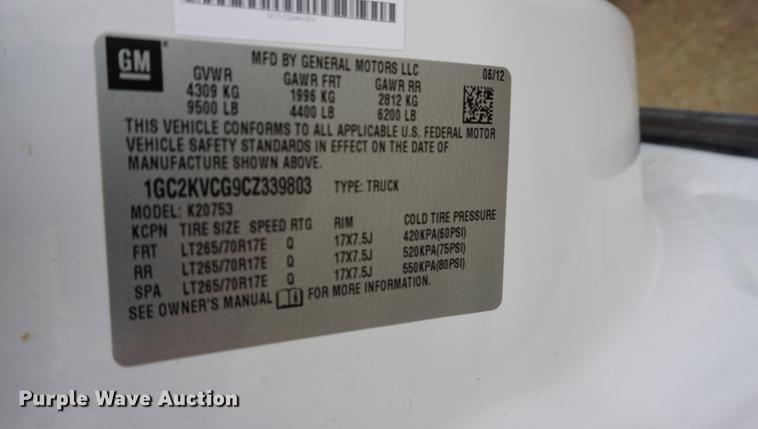 GM
MFD BY GENERAL MOTORS LLC
GVWR GAWR FRT GAWR RR 06/12
4309 KG 1996 KG 2812 KG
9500 LB 4400 LB 6200 LB
THIS VEHICLE CONFORMS TO ALL APPLICABLE U.S. FEDERAL MOTOR
VEHICLE SAFETY STANDARDS IN EFFECT ON THE DATE OF
MANUFACTURE SHOWN ABOVE.
1GC2KVCG9CZ339803 TYPE: TRUCK
MODEL: K20753
KCPN TIRE SIZE SPEED RTG RIM COLD TIRE PRESSURE
FRT LT265/70R17E Q 17X7.5J 420KPA(60PSI)
RR LT265/70R17E Q 17X7.5J 520KPA(75PSI)
SPA LT265/70R17E Q 17X7.5J 550KPA(80PSI)
SEE OWNER'S MANUAL FOR MORE INFORMATION.
Purple Wave Auction